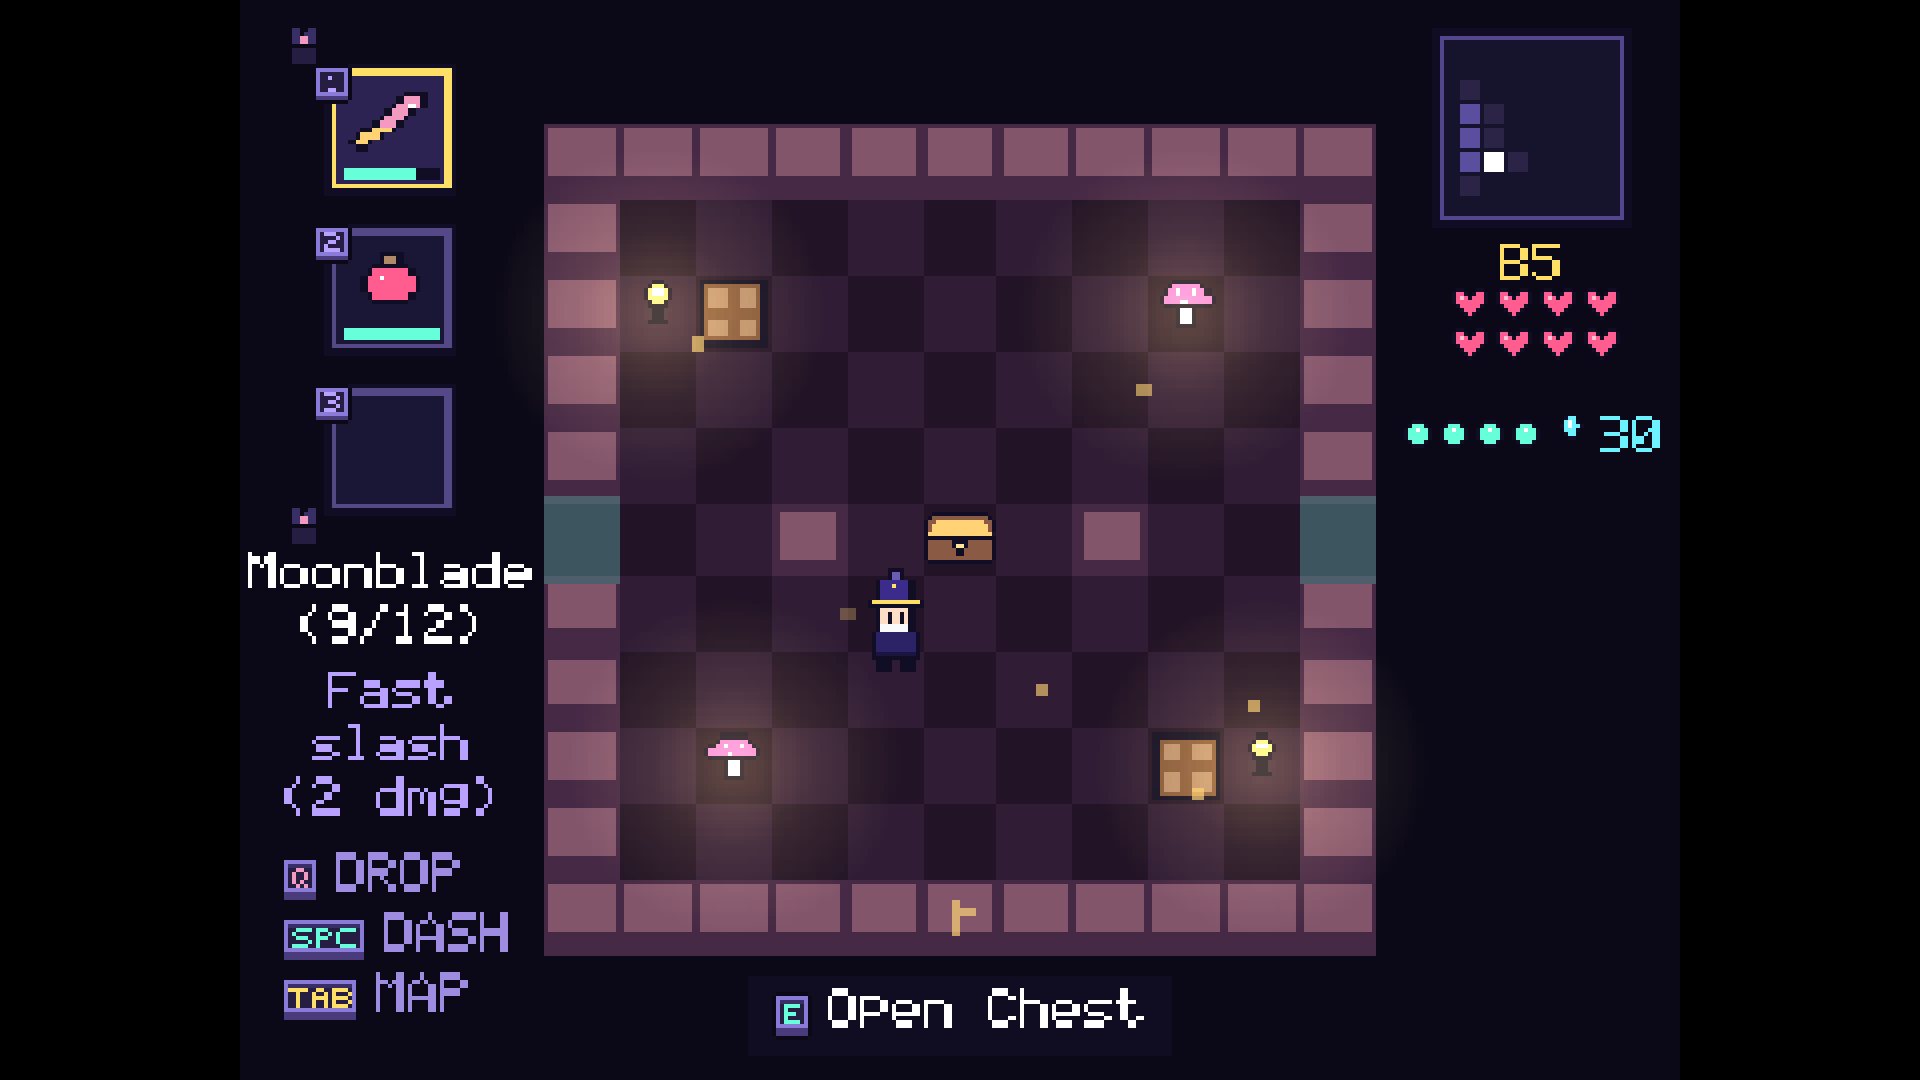 1
2
3
Moonblade
(9/12)
Fast
slash
(2 dmg)
Q DROP
SPC DASH
TAB MAP
B5
30
E Open Chest